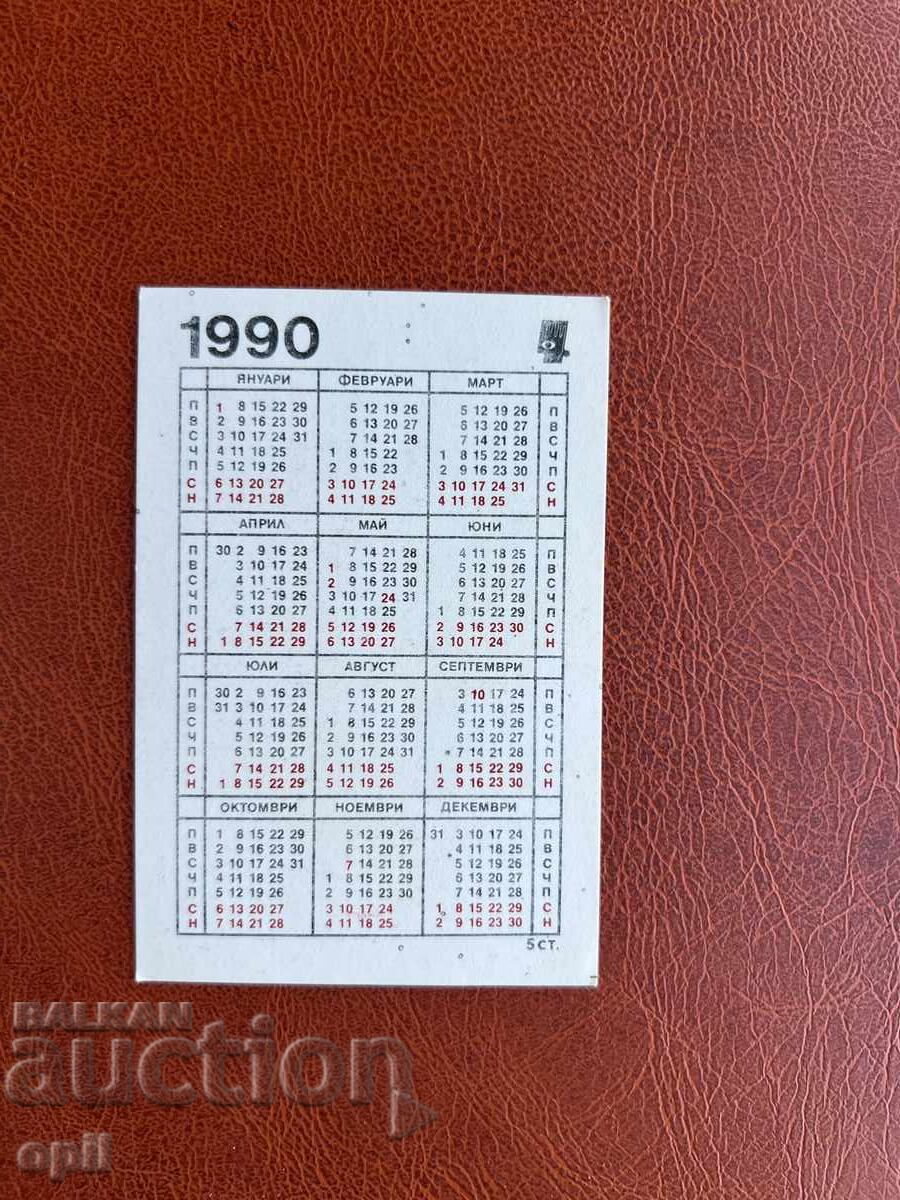 1990
ЯНУАРИ ФЕВРУАРИ МАРТ
П 1 8 15 22 29 5 12 19 26 5 12 19 26 П
В 2 9 16 23 30 6 13 20 27 6 13 20 27 В
С 3 10 17 24 31 7 14 21 28 7 14 21 28 С
Ч 4 11 18 25 1 8 15 22 1 8 15 22 29 Ч
П 5 12 19 26 2 9 16 23 2 9 16 23 30 П
С 6 13 20 27 3 10 17 24 3 10 17 24 31 С
Н 7 14 21 28 4 11 18 25 4 11 18 25 Н
АПРИЛ МАЙ ЮНИ
П 30 2 9 16 23 7 14 21 28 4 11 18 25 П
В 3 10 17 24 1 8 15 22 29 5 12 19 26 В
С 4 11 18 25 2 9 16 23 30 6 13 20 27 С
Ч 5 12 19 26 3 10 17 24 31 7 14 21 28 Ч
П 6 13 20 27 4 11 18 25 1 8 15 22 29 П
С 7 14 21 28 5 12 19 26 2 9 16 23 30 С
Н 1 8 15 22 29 6 13 20 27 3 10 17 24 Н
ЮЛИ АВГУСТ СЕПТЕМВРИ
П 30 2 9 16 23 6 13 20 27 3 10 17 24 П
В 31 3 10 17 24 7 14 21 28 4 11 18 25 В
С 4 11 18 25 1 8 15 22 29 5 12 19 26 С
Ч 5 12 19 26 2 9 16 23 30 6 13 20 27 Ч
П 6 13 20 27 3 10 17 24 31 7 14 21 28 П
С 7 14 21 28 4 11 18 25 1 8 15 22 29 С
Н 1 8 15 22 29 5 12 19 26 2 9 16 23 30 Н
ОКТОМВРИ НОЕМВРИ ДЕКЕМВРИ
П 1 8 15 22 29 5 12 19 26 31 3 10 17 24 П
В 2 9 16 23 30 6 13 20 27 4 11 18 25 В
С 3 10 17 24 31 7 14 21 28 5 12 19 26 С
Ч 4 11 18 25 1 8 15 22 29 6 13 20 27 Ч
П 5 12 19 26 2 9 16 23 30 7 14 21 28 П
С 6 13 20 27 3 10 17 24 1 8 15 22 29 С
Н 7 14 21 28 4 11 18 25 2 9 16 23 30 Н
5 СТ.
BALKAN
auction
opil